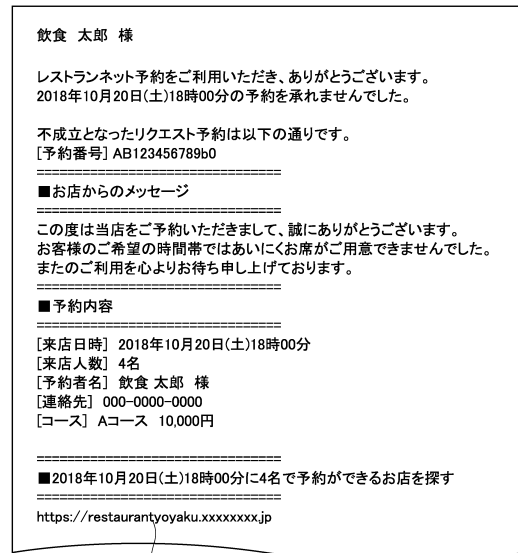 飲食 太郎 様
レストランネット予約をご利用いただき、ありがとうございます。
2018年10月20日(土)18時00分の予約を承れませんでした。
不成立となったリクエスト予約は以下の通りです。
[予約番号] AB123456789b0
================================
■お店からのメッセージ
================================
この度は当店をご予約いただきまして、誠にありがとうございます。
お客様のご希望の時間帯ではあいにくお席がご用意できませんでした。
またのご利用を心よりお待ち申し上げております。
================================
■予約内容
================================
[来店日時] 2018年10月20日(土)18時00分
[来店人数] 4名
[予約者名] 飲食 太郎 様
[連絡先] 000-0000-0000
[コース] Aコース 10,000円
================================
■2018年10月20日(土)18時00分に4名で予約ができるお店を探す
================================
https://restaurantyoyaku.xxxxxxxx.jp